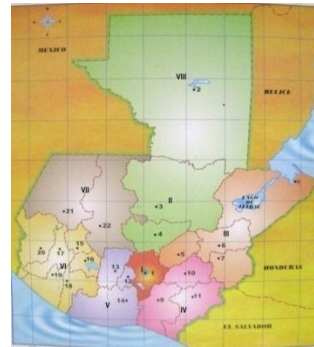 MEXICO
VIII
2
BELICE
VII
II
LAGO
DE
IZABAL
21
3
22
4
III
6
20
17
15
5
7
VI
16
13
1
HONDURAS
19
12
10
18
14
9
11
V
IV
EL SALVADOR